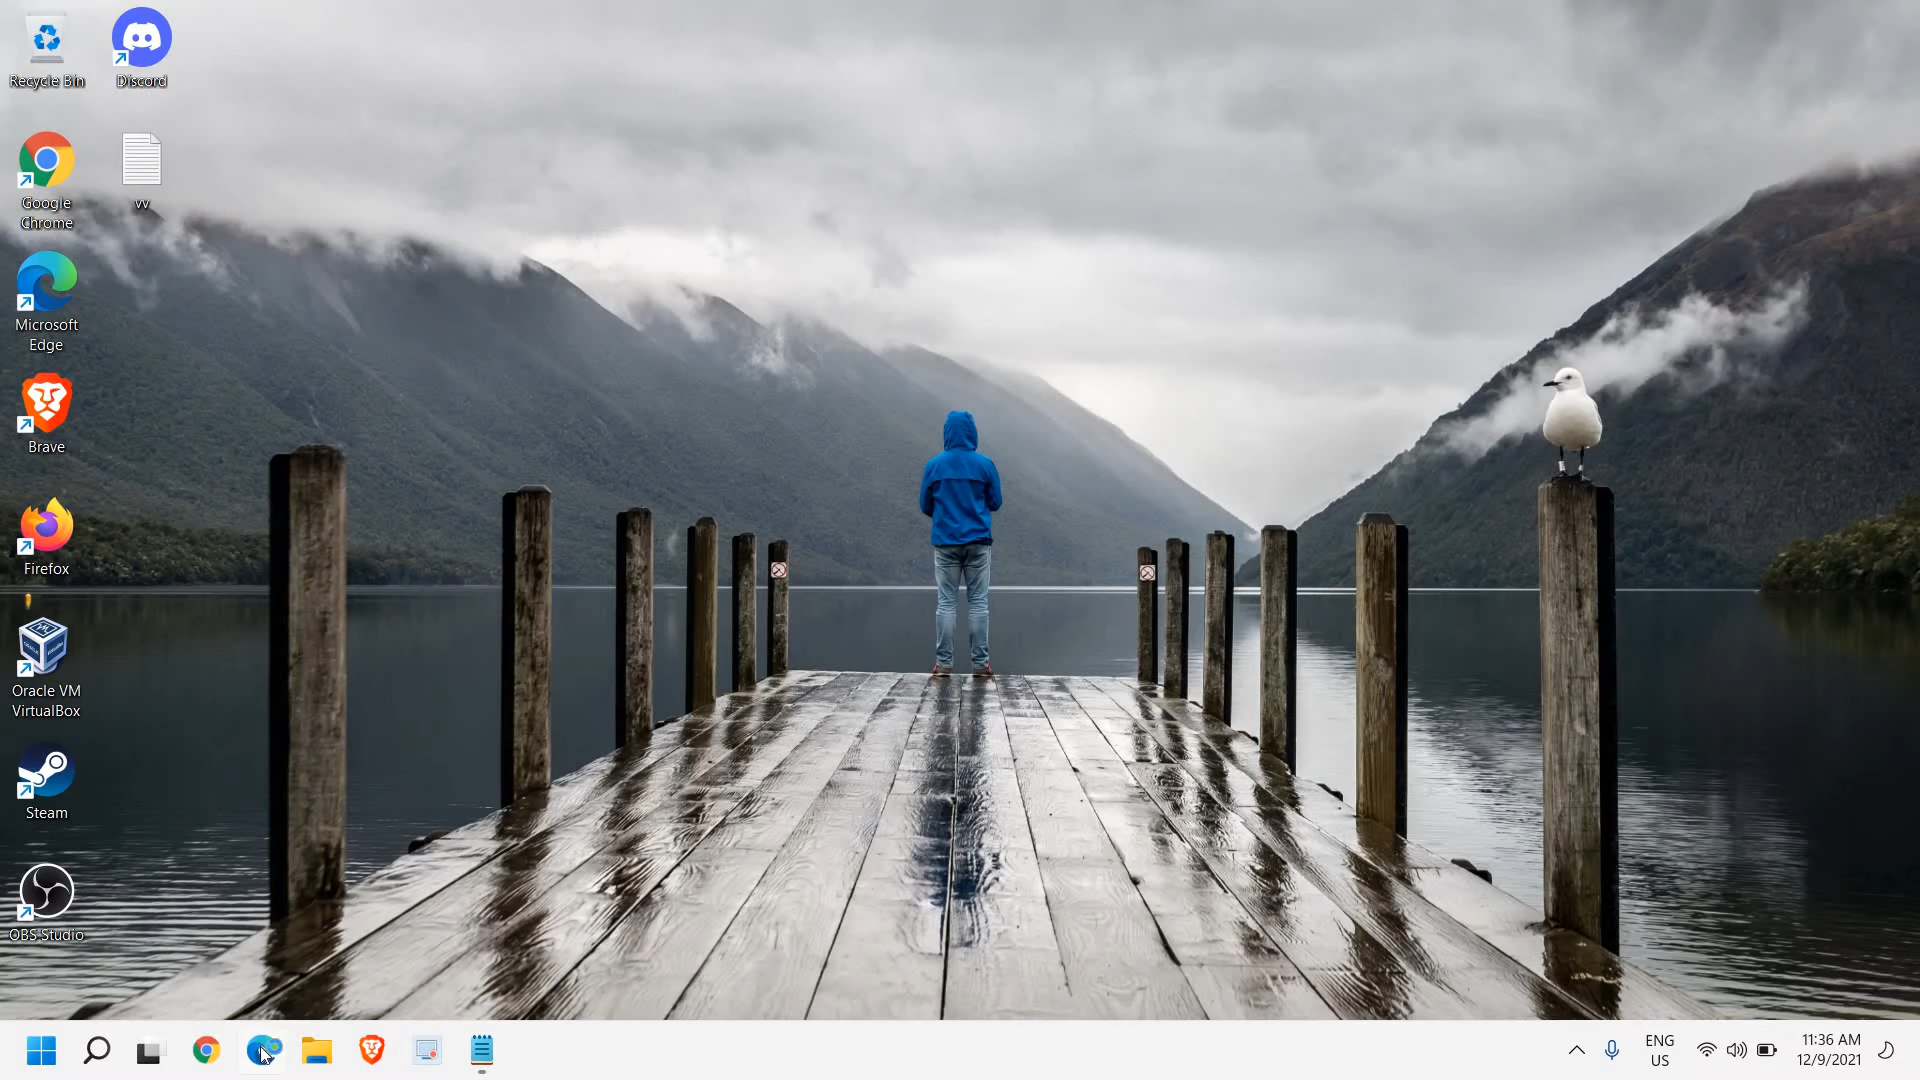 Recycle Bin
Discord
Google
Chrome
vv
Microsoft
Edge
Brave
Firefox
Oracle VM
VirtualBox
Steam
OBS Studio
ENG
US
11:36 AM
12/9/2021